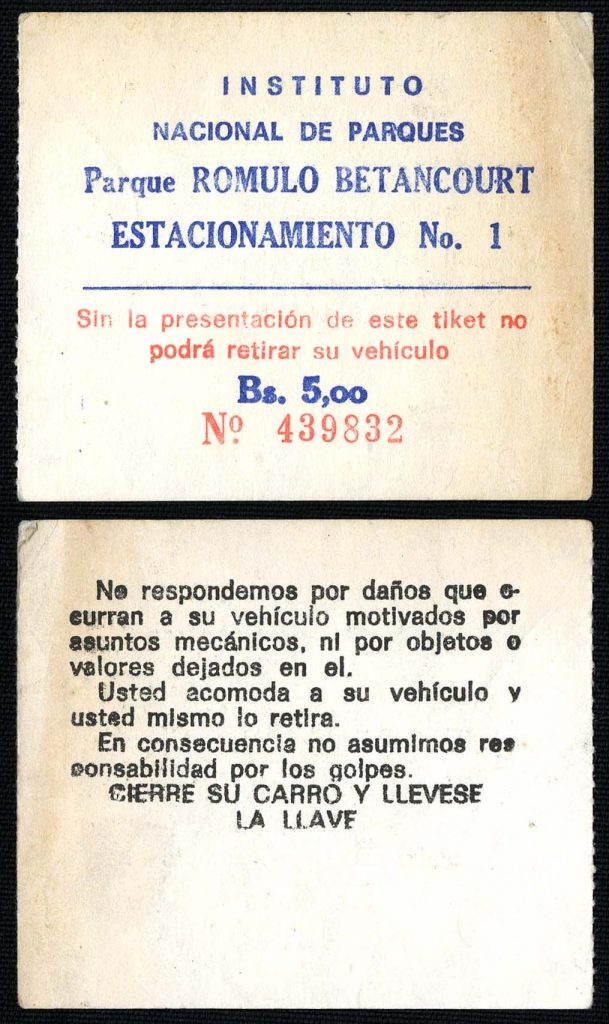 INSTITUTO
NACIONAL DE PARQUES
Parque ROMULO BETANCOURT
ESTACIONAMIENTO No. 1
Sin la presentación de este tiket no
podrá retirar su vehículo
Bs. 5,00
Nº 439832
No respondemos por daños que o-
curran a su vehículo motivados por
asuntos mecánicos, ni por objetos o
valores dejados en el.
Usted acomoda a su vehículo y
usted mismo lo retira.
En consecuencia no asumimos res
ponsabilidad por los golpes.
CIERRE SU CARRO Y LLEVESE
LA LLAVE